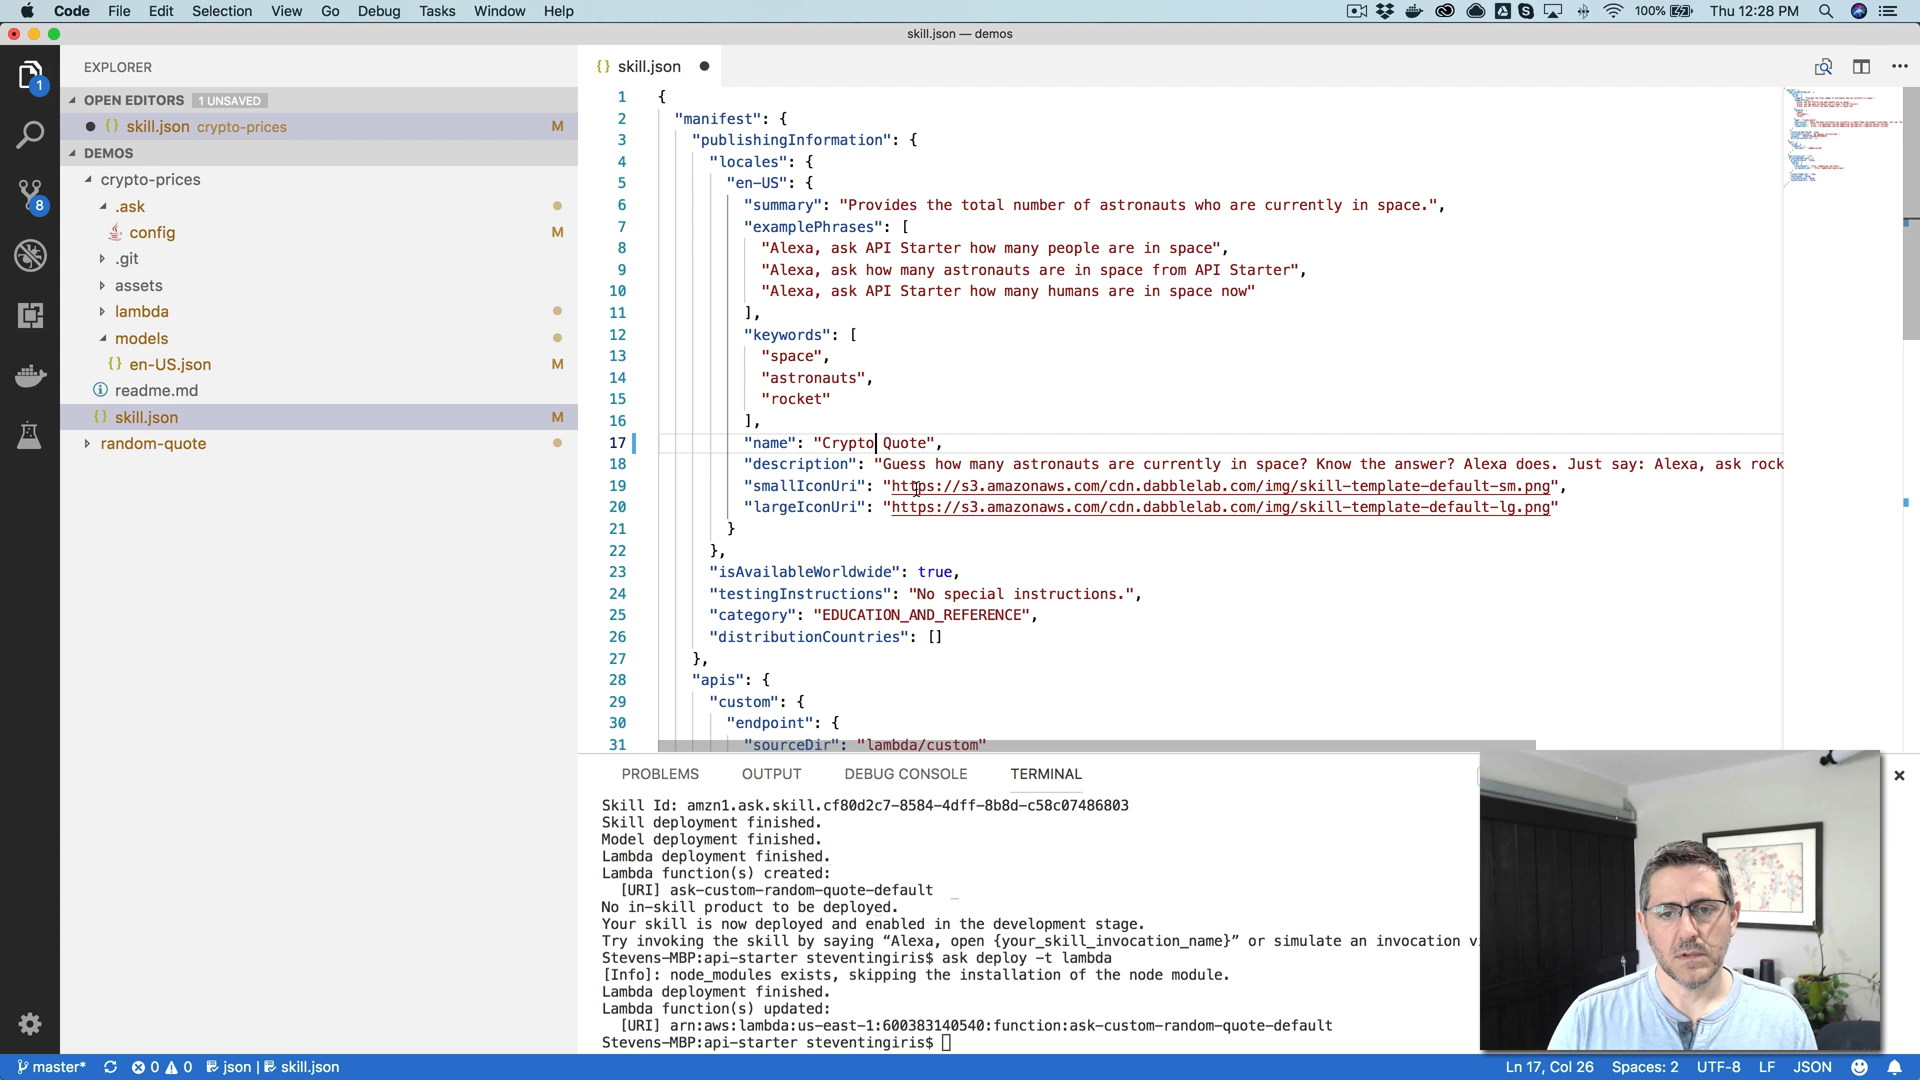 Code File Edit Selection View Go Debug Tasks Window Help 100% Thu 12:28 PM
skill.json — demos
EXPLORER
OPEN EDITORS 1 UNSAVED
skill.json crypto-prices M
DEMOS
crypto-prices
.ask
config M
.git
assets
lambda
models
en-US.json M
readme.md
skill.json M
random-quote
1
8
{} skill.json
1 {
2 "manifest": {
3 "publishingInformation": {
4 "locales": {
5 "en-US": {
6 "summary": "Provides the total number of astronauts who are currently in space.",
7 "examplePhrases": [
8 "Alexa, ask API Starter how many people are in space",
9 "Alexa, ask how many astronauts are in space from API Starter",
10 "Alexa, ask API Starter how many humans are in space now"
11 ],
12 "keywords": [
13 "space",
14 "astronauts",
15 "rocket"
16 ],
17 "name": "Crypto Quote",
18 "description": "Guess how many astronauts are currently in space? Know the answer? Alexa does. Just say: Alexa, ask rock
19 "smallIconUri": "https://s3.amazonaws.com/cdn.dabblelab.com/img/skill-template-default-sm.png",
20 "largeIconUri": "https://s3.amazonaws.com/cdn.dabblelab.com/img/skill-template-default-lg.png"
21 }
22 },
23 "isAvailableWorldwide": true,
24 "testingInstructions": "No special instructions.",
25 "category": "EDUCATION_AND_REFERENCE",
26 "distributionCountries": []
27 },
28 "apis": {
29 "custom": {
30 "endpoint": {
31 "sourceDir": "lambda/custom"
PROBLEMS OUTPUT DEBUG CONSOLE TERMINAL
Skill Id: amzn1.ask.skill.cf80d2c7-8584-4dff-8b8d-c58c07486803
Skill deployment finished.
Model deployment finished.
Lambda deployment finished.
Lambda function(s) created:
[URI] ask-custom-random-quote-default
No in-skill product to be deployed.
Your skill is now deployed and enabled in the development stage.
Try invoking the skill by saying “Alexa, open {your_skill_invocation_name}” or simulate an invocation v
Stevens-MBP:api-starter steventingiris$ ask deploy -t lambda
[Info]: node_modules exists, skipping the installation of the node module.
Lambda deployment finished.
Lambda function(s) updated:
[URI] arn:aws:lambda:us-east-1:600383140540:function:ask-custom-random-quote-default
Stevens-MBP:api-starter steventingiris$
master* 0 0 json | skill.json Ln 17, Col 26 Spaces: 2 UTF-8 LF JSON